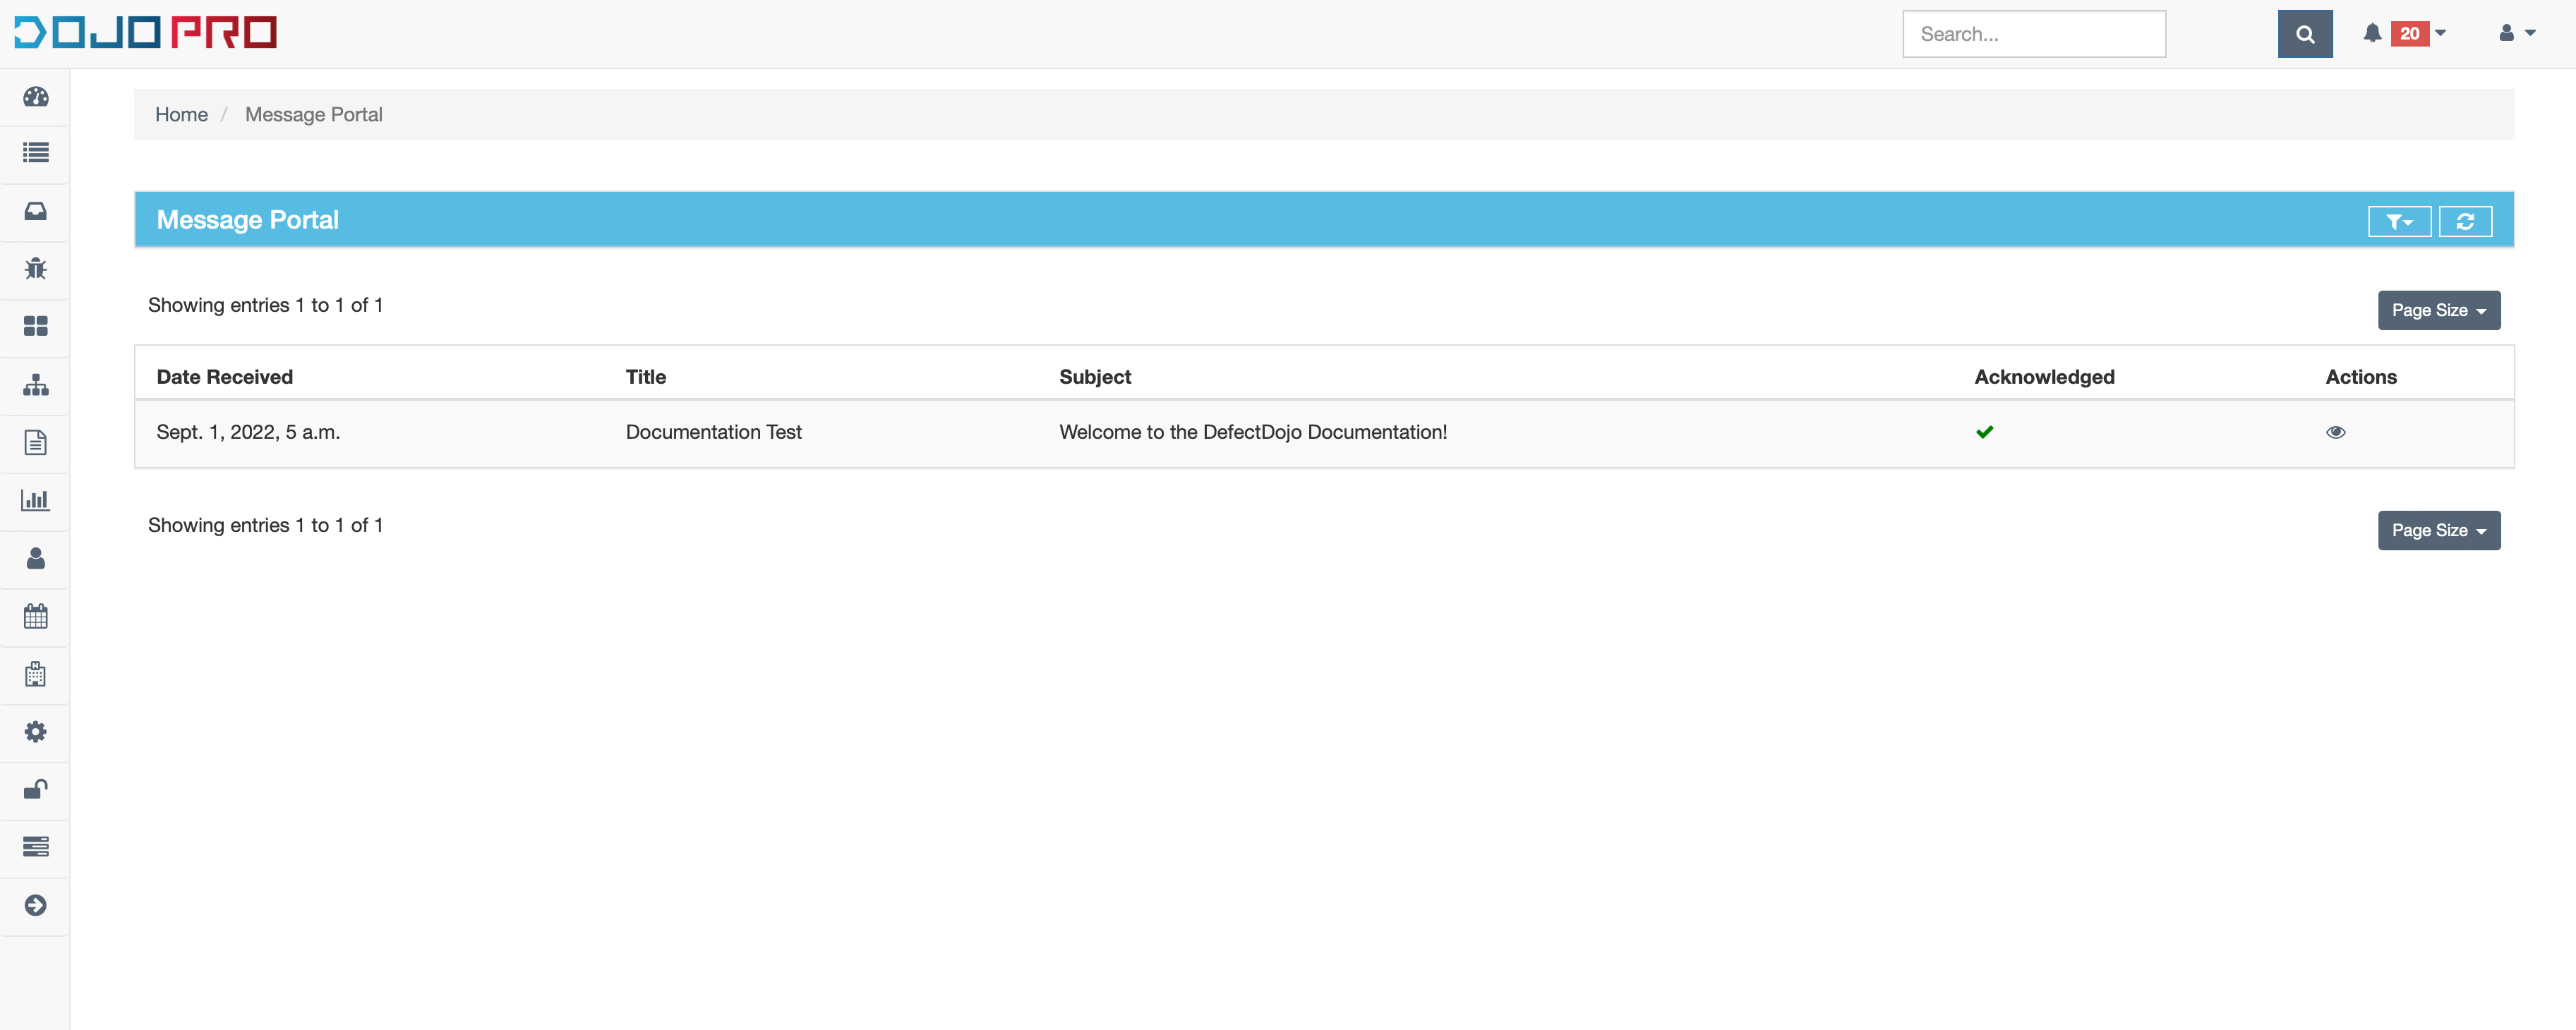 DOJO PRO
Search...
20
Home / Message Portal
Message Portal
Showing entries 1 to 1 of 1
Page Size
Date Received Title Subject Acknowledged Actions
Sept. 1, 2022, 5 a.m. Documentation Test Welcome to the DefectDojo Documentation!
Showing entries 1 to 1 of 1
Page Size